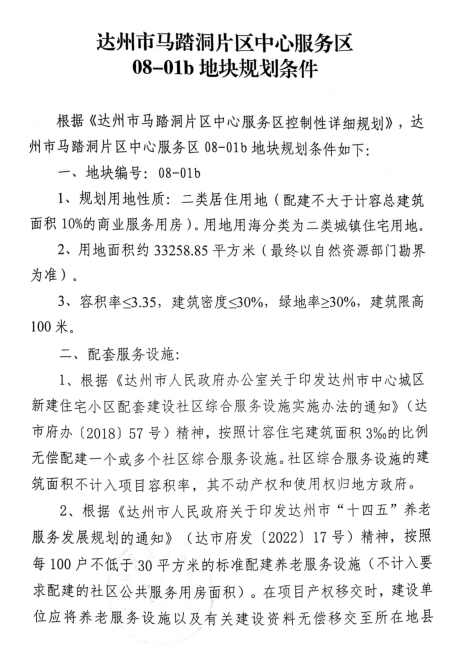 达州市马踏洞片区中心服务区
08-01b 地块规划条件
根据《达州市马踏洞片区中心服务区控制性详细规划》，达
州市马踏洞片区中心服务区 08-01b 地块规划条件如下：
一、地块编号：08-01b
1、规划用地性质：二类居住用地（配建不大于计容总建筑
面积 10%的商业服务用房）。用地用海分类为二类城镇住宅用地。
2、用地面积约 33258.85 平方米（最终以自然资源部门勘界
为准）。
3、容积率≤3.35，建筑密度≤30%，绿地率≥30%，建筑限高
100 米。
二、配套服务设施：
1、根据《达州市人民政府办公室关于印发达州市中心城区
新建住宅小区配套建设社区综合服务设施实施办法的通知》（达
市府办〔2018〕57 号）精神，按照计容住宅建筑面积 3‰的比例
无偿配建一个或多个社区综合服务设施。社区综合服务设施的建
筑面积不计入项目容积率，其不动产权和使用权归地方政府。
2、根据《达州市人民政府关于印发达州市“十四五”养老
服务发展规划的通知》（达市府发〔2022〕17 号）精神，按照
每 100 户不低于 30 平方米的标准配建养老服务设施（不计入要
求配建的社区公共服务用房面积）。在项目产权移交时，建设单
位应将养老服务设施以及有关建设资料无偿移交至所在地县